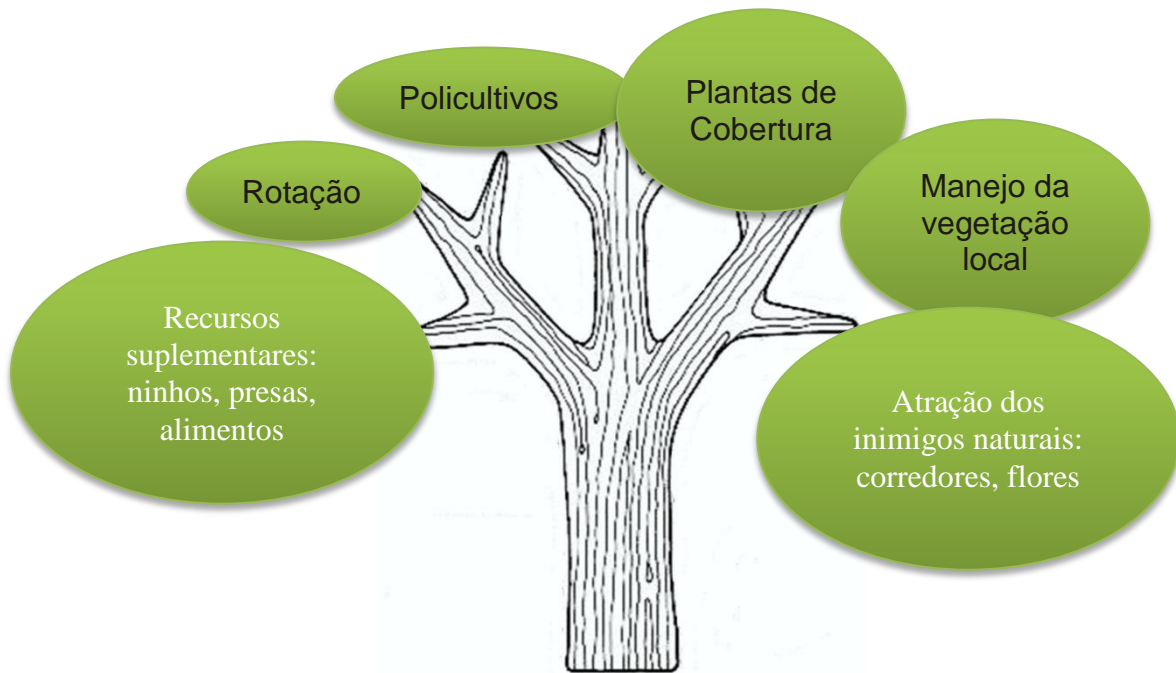 Policultivos
Plantas de
Cobertura
Rotação
Manejo da
vegetação
local
Recursos
suplementares:
ninhos, presas,
alimentos
Atração dos
inimigos naturais:
corredores, flores